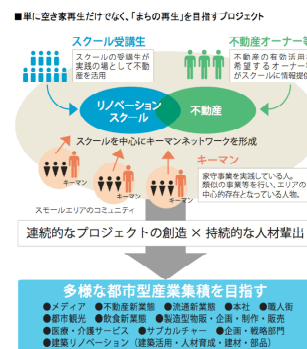 ■単に空き家再生だけでなく、「まちの再生」を目指すプロジェクト
スクール受講生
スクールの受講生が
実践の場として不動
産を活用
不動産オーナー等
不動産の有効活用
希望するオーナー等
がスクールに情報提供
リノベーション
スクール
不動産
スクールを中心にキーマンネットワークを形成
キーマン
家守事業を実践している人。
類似の事業等を行い、エリアの
中心的存在となっている人物。
キーマン
キーマン
キーマン
スモールエリアのコミュニティ
連続的なプロジェクトの創造 × 持続的な人材輩出
多様な都市型産業集積を目指す
●メディア ●不動産新業態 ●流通新業態 ●本社 ●職人街
●都市観光 ●飲食新業態 ●製造型物販・企画・制作・販売
●医療・介護サービス ●サブカルチャー ●企画・戦略部門
●建築リノベーション（建築活用・人材育成・建材・部品）